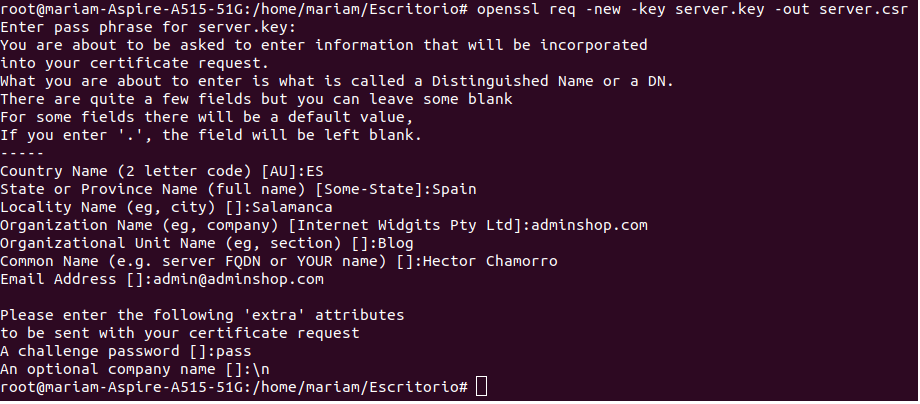 root@mariam-Aspire-A515-51G:/home/mariam/Escritorio# openssl req -new -key server.key -out server.csr
Enter pass phrase for server.key:
You are about to be asked to enter information that will be incorporated
into your certificate request.
What you are about to enter is what is called a Distinguished Name or a DN.
There are quite a few fields but you can leave some blank
For some fields there will be a default value,
If you enter '.', the field will be left blank.
-----
Country Name (2 letter code) [AU]:ES
State or Province Name (full name) [Some-State]:Spain
Locality Name (eg, city) []:Salamanca
Organization Name (eg, company) [Internet Widgits Pty Ltd]:adminshop.com
Organizational Unit Name (eg, section) []:Blog
Common Name (e.g. server FQDN or YOUR name) []:Hector Chamorro
Email Address []:admin@adminshop.com

Please enter the following 'extra' attributes
to be sent with your certificate request
A challenge password []:pass
An optional company name []:\n
root@mariam-Aspire-A515-51G:/home/mariam/Escritorio#